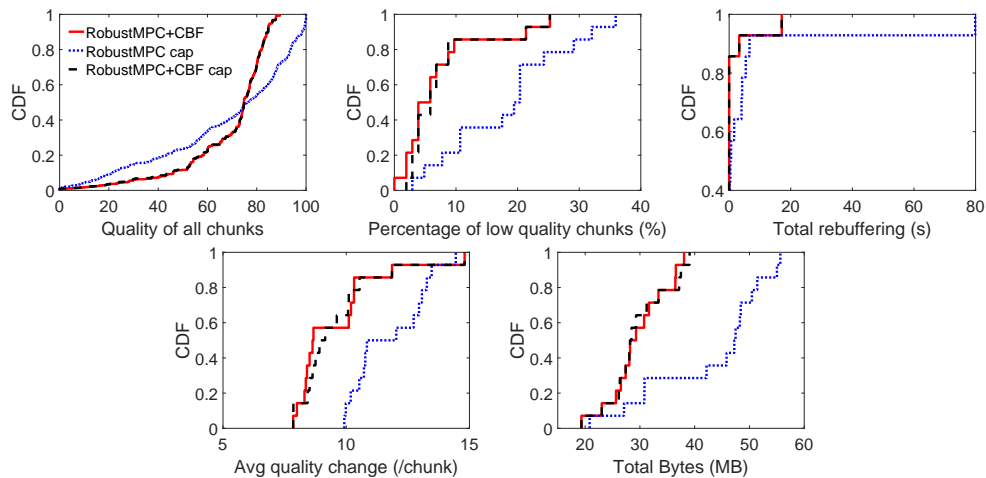 1
0.8
0.6
0.4
0.2
0
CDF
RobustMPC+CBF
RobustMPC cap
RobustMPC+CBF cap
0 20 40 60 80 100
Quality of all chunks
1
0.8
0.6
0.4
0.2
0
CDF
0 10 20 30 40
Percentage of low quality chunks (%)
1
0.8
0.6
0.4
CDF
0 20 40 60 80
Total rebuffering (s)
1
0.8
0.6
0.4
0.2
0
CDF
5 10 15
Avg quality change (/chunk)
1
0.8
0.6
0.4
0.2
0
CDF
20 30 40 50 60
Total Bytes (MB)